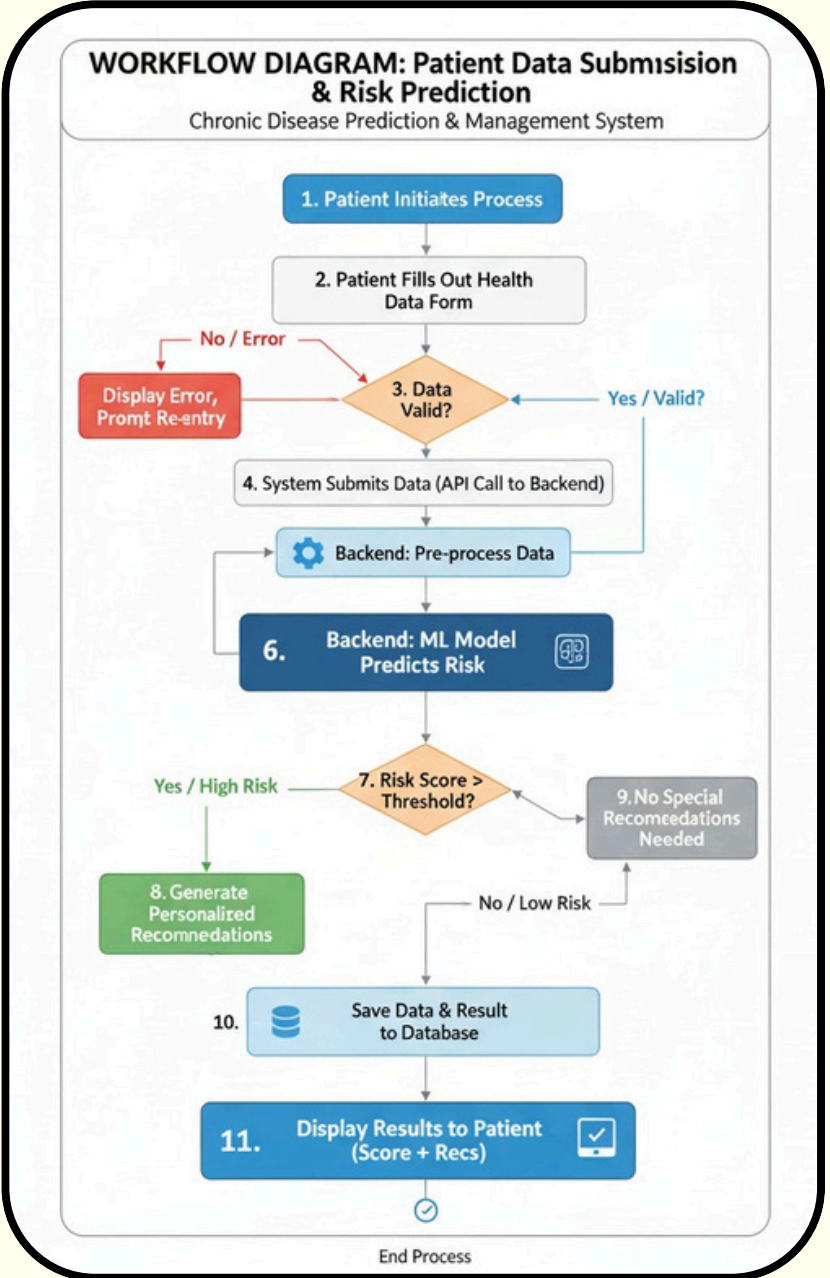 WORKFLOW DIAGRAM: Patient Data Submısision
& Risk Prediction
Chronic Disease Prediction & Management System
1. Patient Initiates Process
2. Patient Fills Out Health
Data Form
No / Error
Display Error,
Promţ Re-entry
3. Data
Valid?
Yes / Valid?
4. System Submits Data (API Call to Backend)
Backend: Pre-process Data
6. Backend: ML Model
Predicts Risk
Yes / High Risk
7. Risk Score >
Threshold?
9. No Special
Recomeedations
Needed
8. Generate
Personalized
Recomnedations
No / Low Risk
10. Save Data & Result
to Database
11. Display Results to Patient
(Score + Recs)
End Process